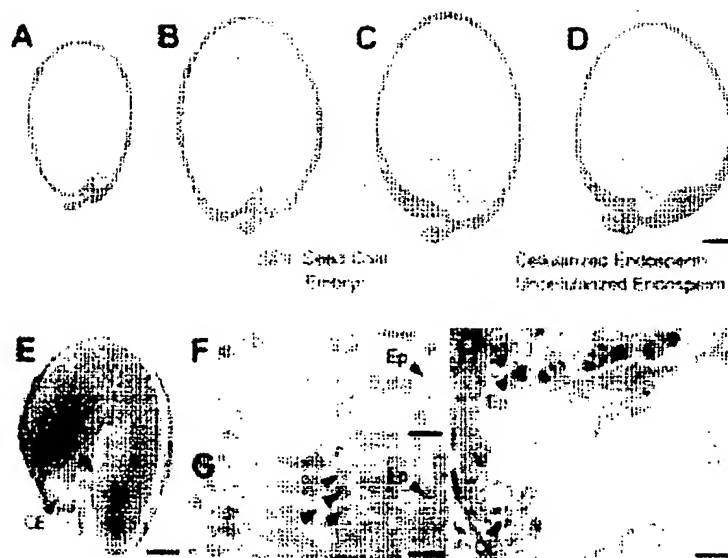 A B C D
Seed Coat
Embryo
Cellularized Endosperm
Uncellularized Endosperm
E F Ep H
Ep
G Ep
CE